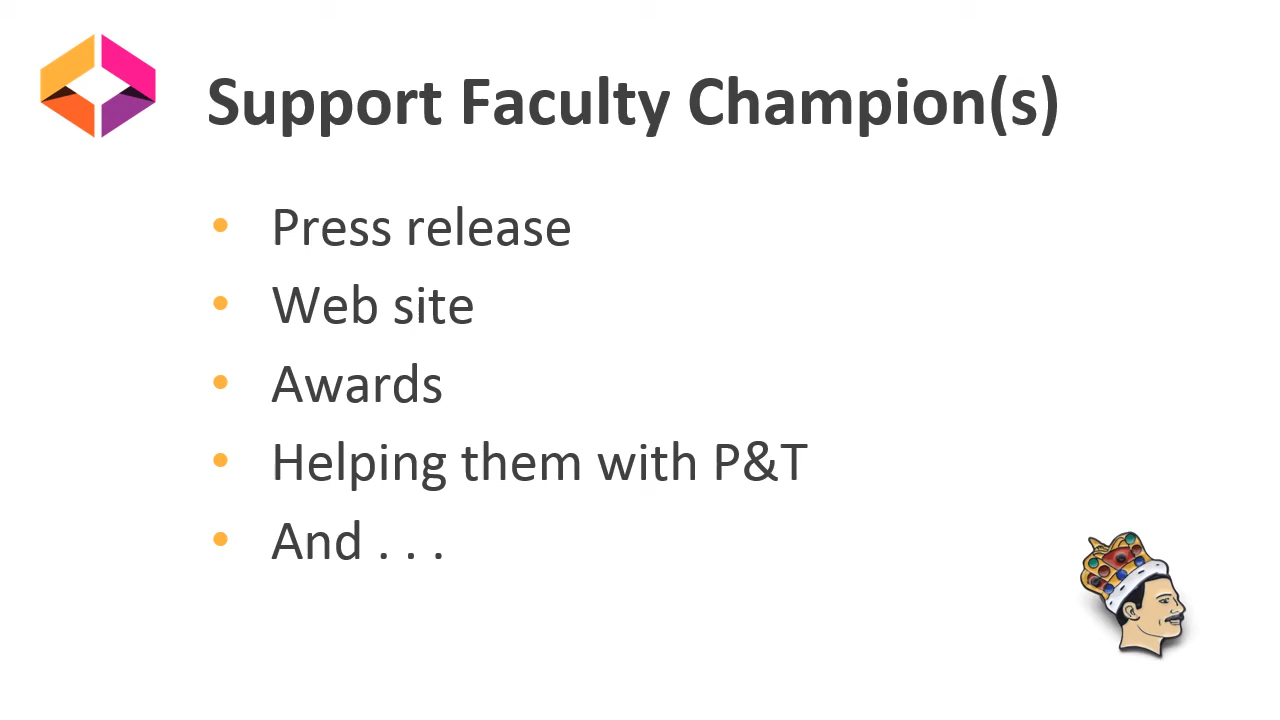 Support Faculty Champion(s)
• Press release
• Web site
• Awards
• Helping them with P&T
• And . . .